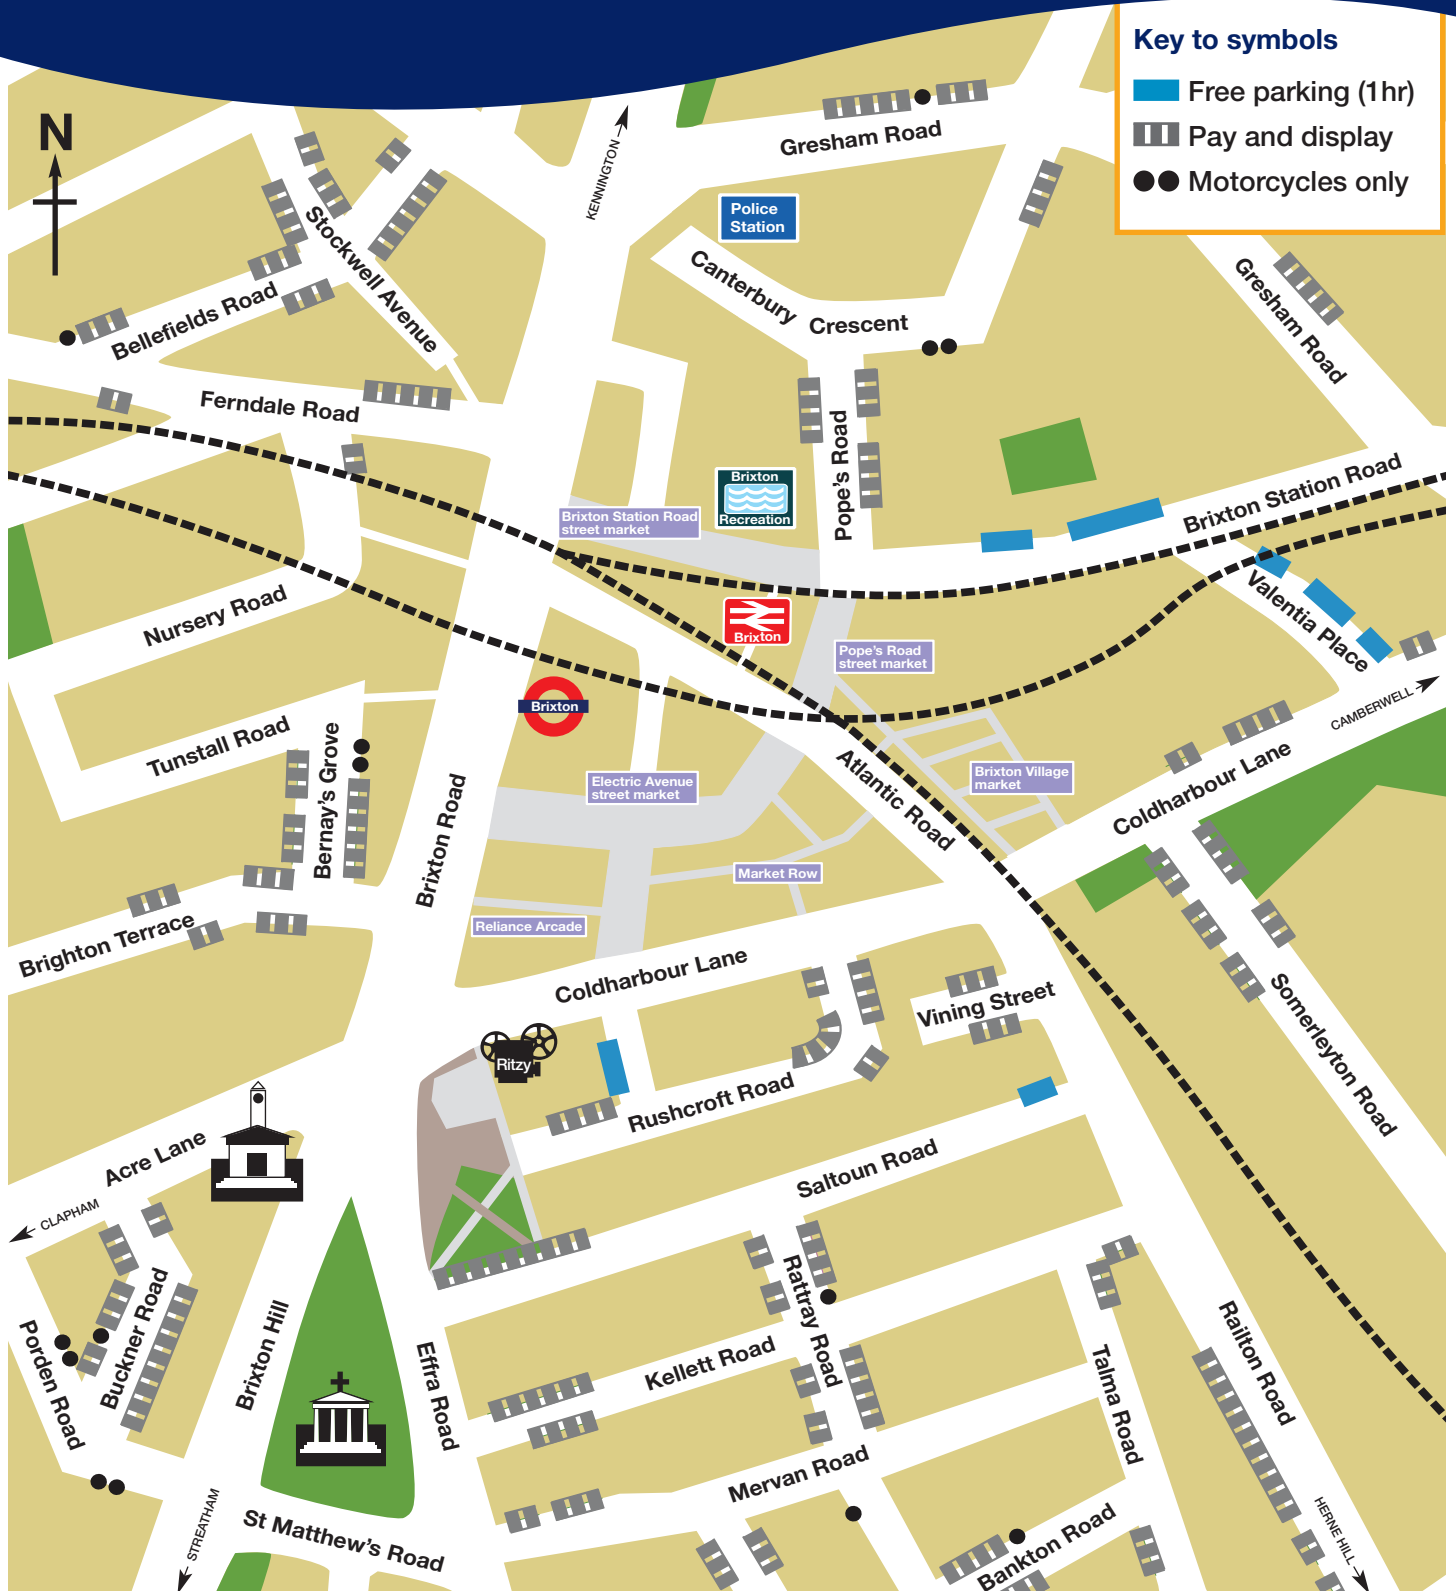 Key to symbols
Free parking (1hr)
Pay and display
Motorcycles only
N
KENNINGTON
Gresham Road
Police
Station
Stockwell Avenue
Canterbury
Crescent
Gresham Road
Bellefields Road
Ferndale Road
Pope's Road
Brixton
Recreation
Brixton Station Road
Brixton Station Road
street market
Valentia Place
Nursery Road
Brixton
Pope's Road
street market
Brixton
CAMBERWELL
Tunstall Road
Bernay's Grove
Electric Avenue
street market
Brixton Village
market
Atlantic Road
Coldharbour Lane
Brixton Road
Market Row
Reliance Arcade
Brighton Terrace
Coldharbour Lane
Vining Street
Somerleyton Road
Ritzy
Rushcroft Road
Acre Lane
Saltoun Road
CLAPHAM
Buckner Road
Porden Road
Brixton Hill
Effra Road
Rattray Road
Kellett Road
Talma Road
Railton Road
Mervan Road
STREATHAM
St Matthew's Road
Bankton Road
HERNE HILL